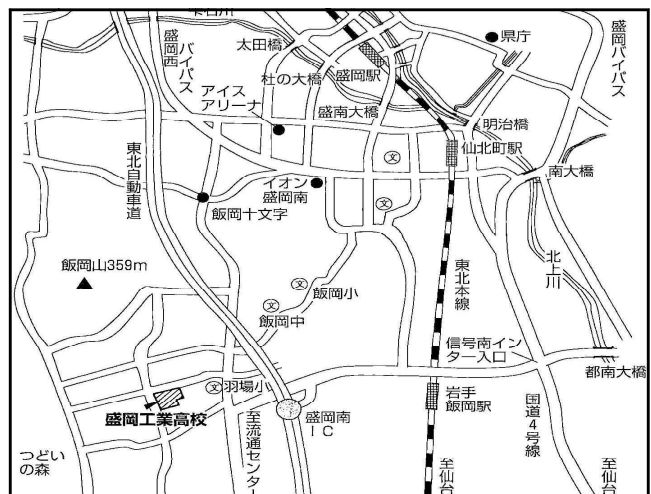 太田橋
県庁
盛岡西
バイパス
盛岡バイパス
杜の大橋
盛岡駅
アイス
アリーナ
盛南大橋
明治橋
文
仙北町駅
東北自動車道
イオン
盛岡南
南大橋
文
飯岡十文字
北上川
飯岡山359m
東北本線
文
飯岡小
文
飯岡中
信号南イン
ター入口
都南大橋
文
羽場小
岩手
飯岡駅
盛岡工業高校
盛岡南
IC
国道4号線
つどい
の森
至流通センター
至仙台
至仙台